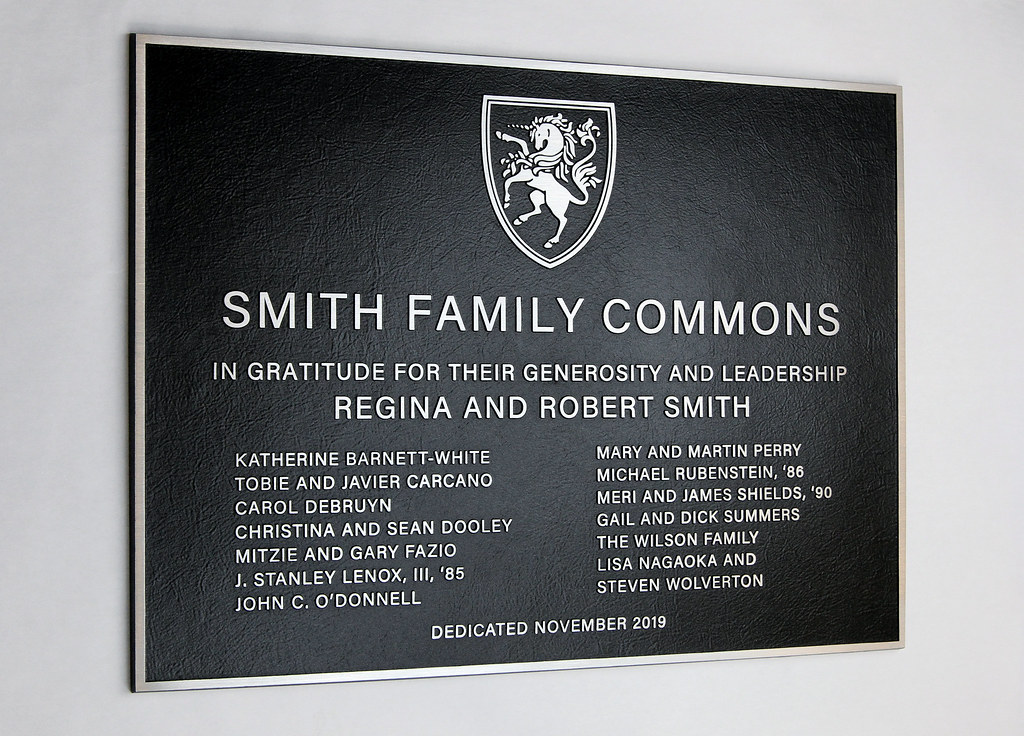 SMITH FAMILY COMMONS
IN GRATITUDE FOR THEIR GENEROSITY AND LEADERSHIP
REGINA AND ROBERT SMITH
KATHERINE BARNETT-WHITE
TOBIE AND JAVIER CARCANO
CAROL DEBRUYN
CHRISTINA AND SEAN DOOLEY
MITZIE AND GARY FAZIO
J. STANLEY LENOX, III, '85
JOHN C. O'DONNELL
MARY AND MARTIN PERRY
MICHAEL RUBENSTEIN, '86
MERI AND JAMES SHIELDS, '90
GAIL AND DICK SUMMERS
THE WILSON FAMILY
LISA NAGAOKA AND
STEVEN WOLVERTON
DEDICATED NOVEMBER 2019